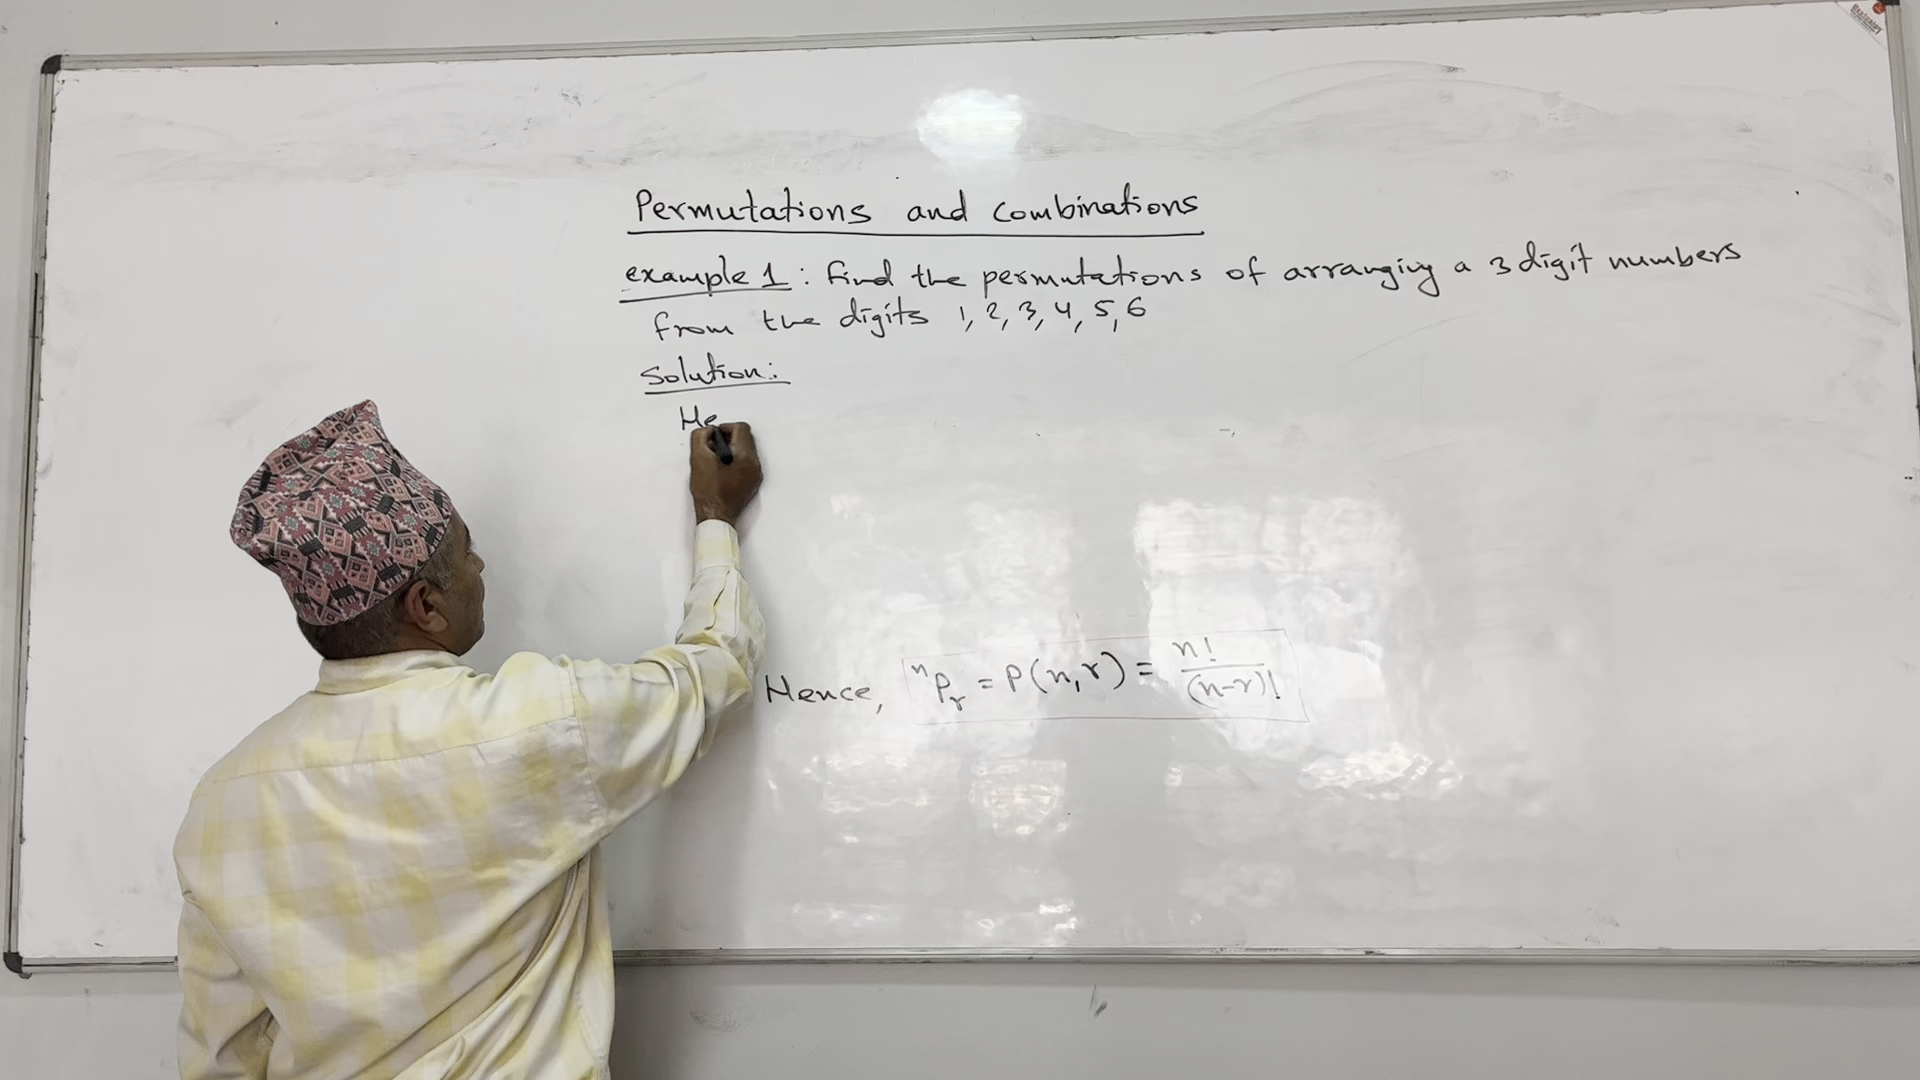 Permutations and combinations
example 1: Find the permutations of arranging a 3 digit numbers
from the digits 1, 2, 3, 4, 5, 6
Solution:
He
Hence, ⁿPᵣ = P(n,r) = n!/(n-r)!